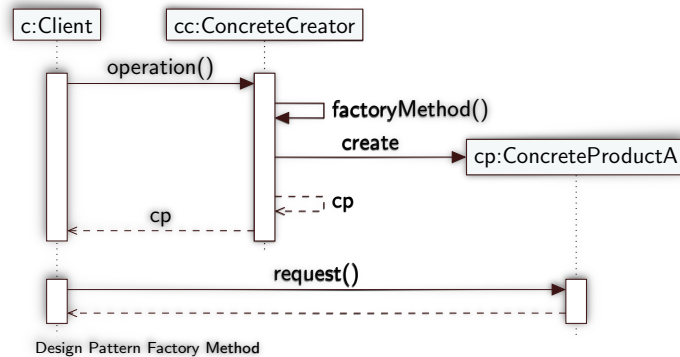 c:Client
cc:ConcreteCreator
operation()
factoryMethod()
create
cp:ConcreteProductA
cp
cp
request()
Design Pattern Factory Method